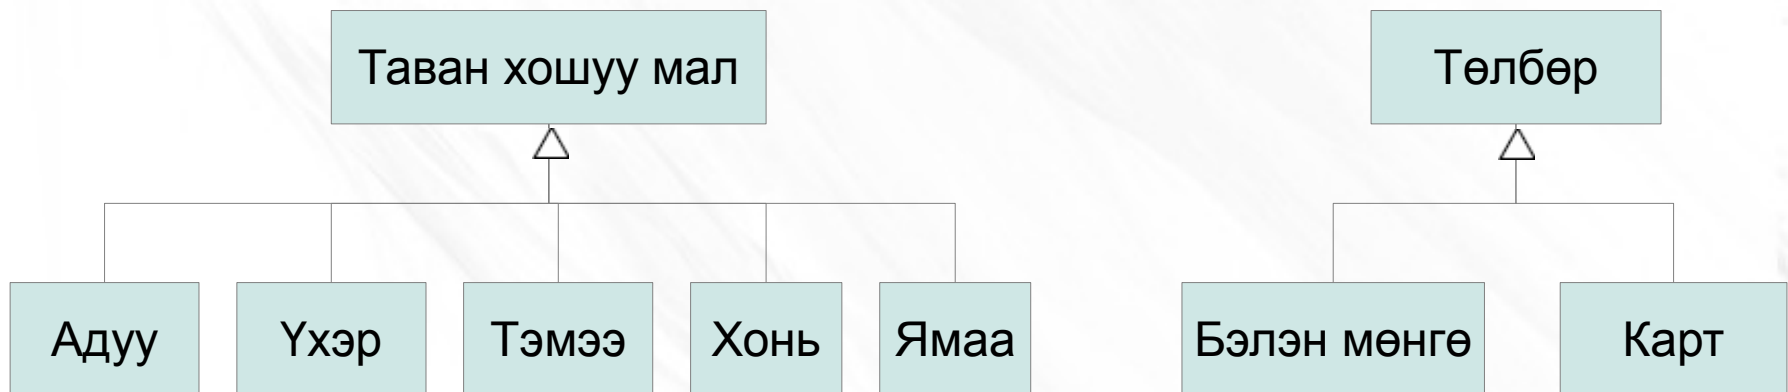 Таван хошуу мал
Төлбөр
Адуу
Үхэр
Тэмээ
Хонь
Ямаа
Бэлэн мөнгө
Карт